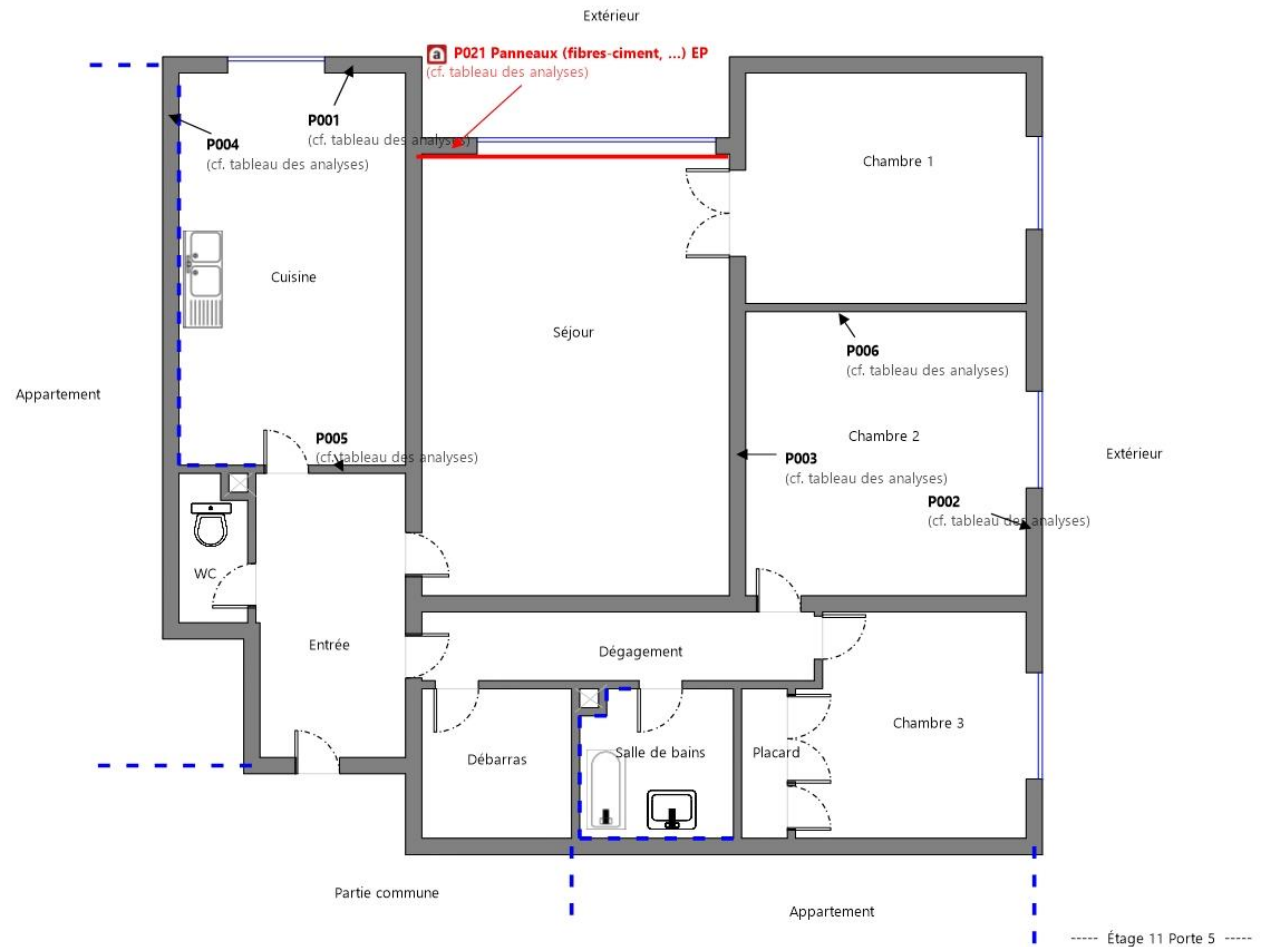 Extérieur
a P021 Panneaux (fibres-ciment, ...) EP
(cf. tableau des analyses)
P001
(cf. tableau des analyses)
P004
(cf. tableau des analyses)
Chambre 1
Cuisine
Séjour
P006
(cf. tableau des analyses)
Appartement
P005
(cf. tableau des analyses)
Chambre 2
Extérieur
P003
(cf. tableau des analyses)
P002
(cf. tableau des analyses)
WC
Entrée
Dégagement
Chambre 3
Débarras
Salle de bains
Placard
Partie commune
Appartement
----- Étage 11 Porte 5 -----